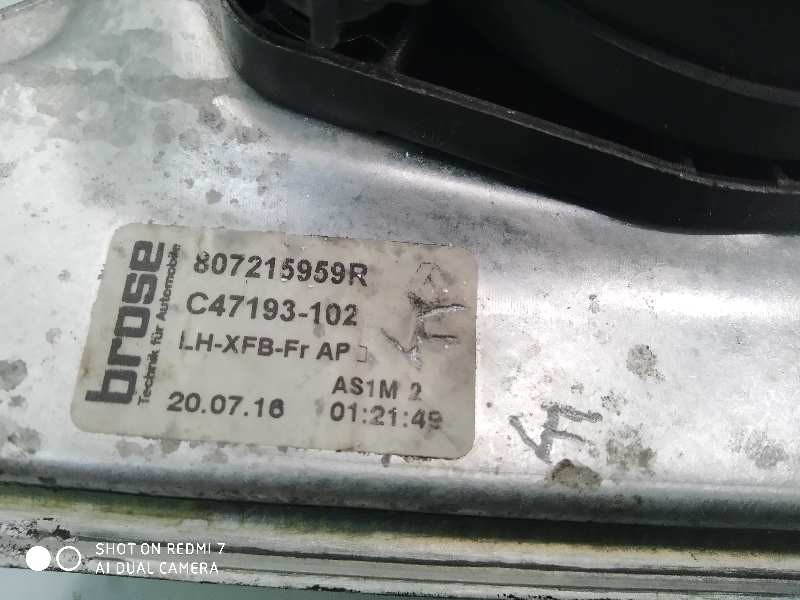 brose
Technik für Automobile
807215959R
C47193-102
LH-XFB-Fr AP
AS1M 2
20.07.16 01:21:49
SHOT ON REDMI 7
AI DUAL CAMERA